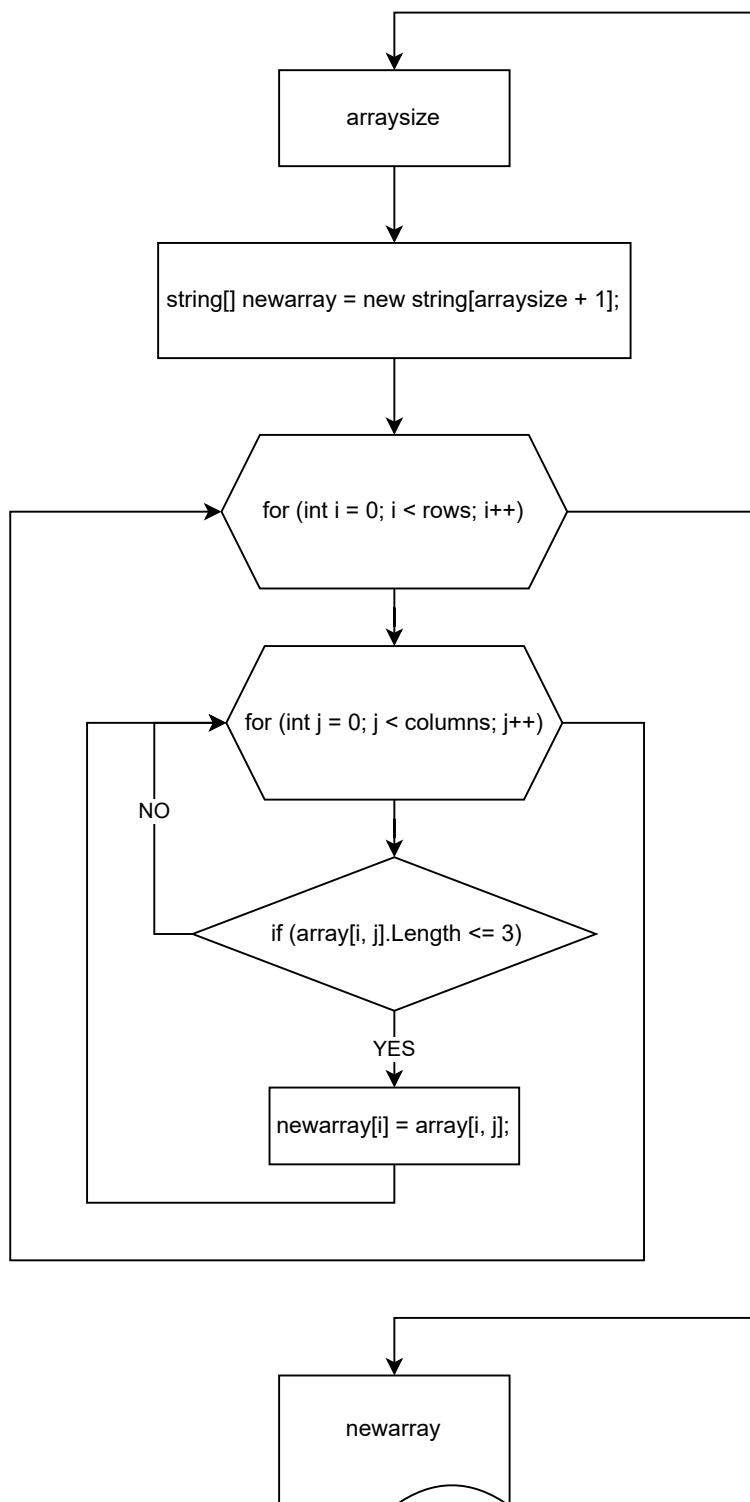 arraysize
string[] newarray = new string[arraysize + 1];
for (int i = 0; i < rows; i++)
for (int j = 0; j < columns; j++)
NO
if (array[i, j].Length <= 3)
YES
newarray[i] = array[i, j];
newarray